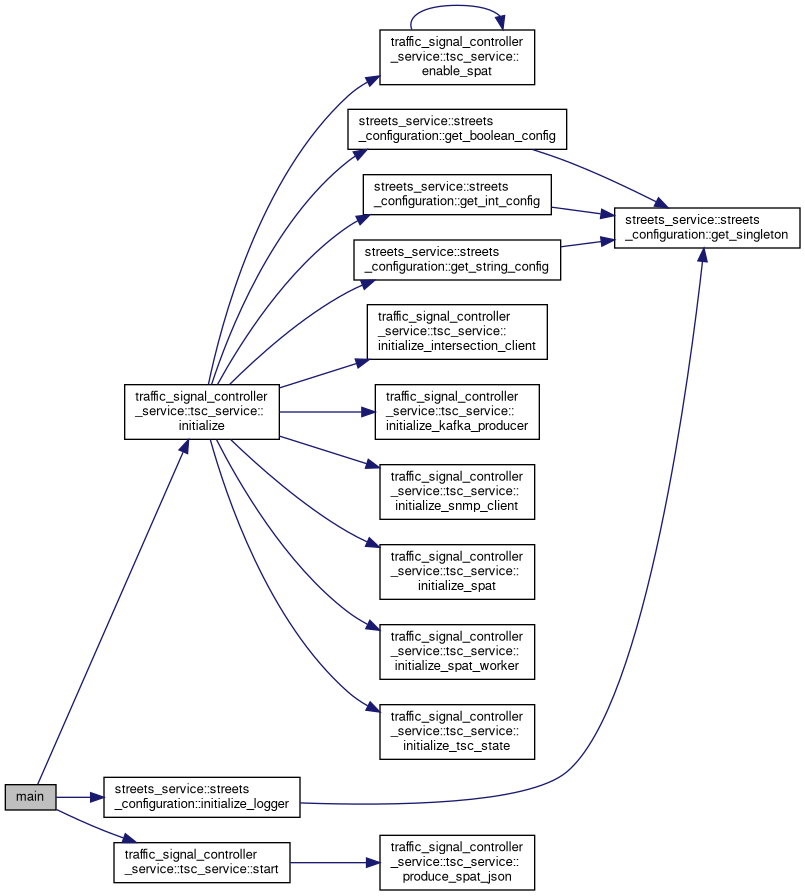 traffic_signal_controller
_service::tsc_service::
enable_spat
streets_service::streets
_configuration::get_boolean_config
streets_service::streets
_configuration::get_int_config
streets_service::streets
_configuration::get_singleton
streets_service::streets
_configuration::get_string_config
traffic_signal_controller
_service::tsc_service::
initialize_intersection_client
traffic_signal_controller
_service::tsc_service::
initialize
traffic_signal_controller
_service::tsc_service::
initialize_kafka_producer
traffic_signal_controller
_service::tsc_service::
initialize_snmp_client
traffic_signal_controller
_service::tsc_service::
initialize_spat
traffic_signal_controller
_service::tsc_service::
initialize_spat_worker
traffic_signal_controller
_service::tsc_service::
initialize_tsc_state
main
streets_service::streets
_configuration::initialize_logger
traffic_signal_controller
_service::tsc_service::start
traffic_signal_controller
_service::tsc_service::
produce_spat_json